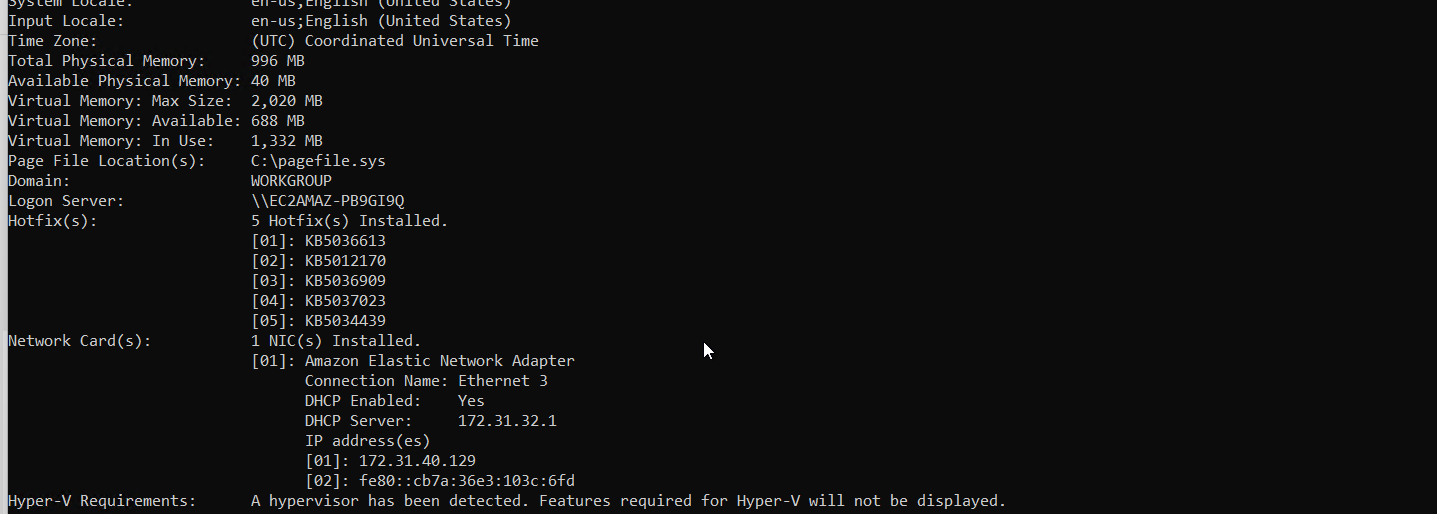 System Locale: en-us;English (United States)
Input Locale: en-us;English (United States)
Time Zone: (UTC) Coordinated Universal Time
Total Physical Memory: 996 MB
Available Physical Memory: 40 MB
Virtual Memory: Max Size: 2,020 MB
Virtual Memory: Available: 688 MB
Virtual Memory: In Use: 1,332 MB
Page File Location(s): C:\pagefile.sys
Domain: WORKGROUP
Logon Server: \\EC2AMAZ-PB9GI9Q
Hotfix(s): 5 Hotfix(s) Installed.
[01]: KB5036613
[02]: KB5012170
[03]: KB5036909
[04]: KB5037023
[05]: KB5034439
Network Card(s): 1 NIC(s) Installed.
[01]: Amazon Elastic Network Adapter
Connection Name: Ethernet 3
DHCP Enabled: Yes
DHCP Server: 172.31.32.1
IP address(es)
[01]: 172.31.40.129
[02]: fe80::cb7a:36e3:103c:6fd
Hyper-V Requirements: A hypervisor has been detected. Features required for Hyper-V will not be displayed.